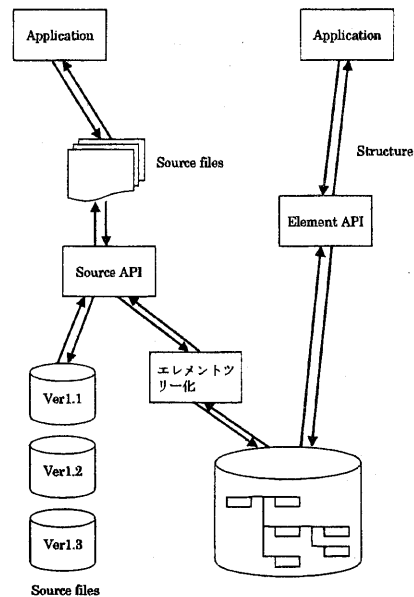 Application
Application
Source files
Structure
Element API
Source API
エレメントツ
リー化
Ver1.1
Ver1.2
Ver1.3
Source files